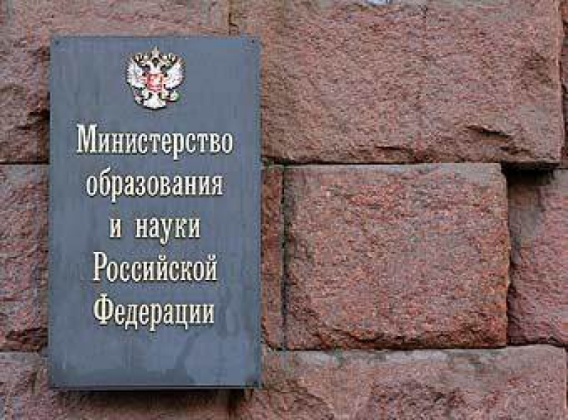 Министерство
образования
и науки
Российской
Федерации